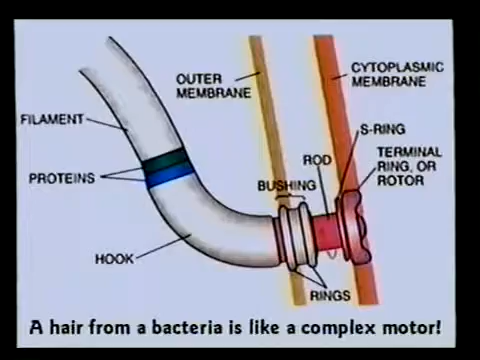 OUTER
MEMBRANE
CYTOPLASMIC
MEMBRANE
FILAMENT
S-RING
ROD
TERMINAL
RING, OR
ROTOR
PROTEINS
BUSHING
HOOK
RINGS
A hair from a bacteria is like a complex motor!